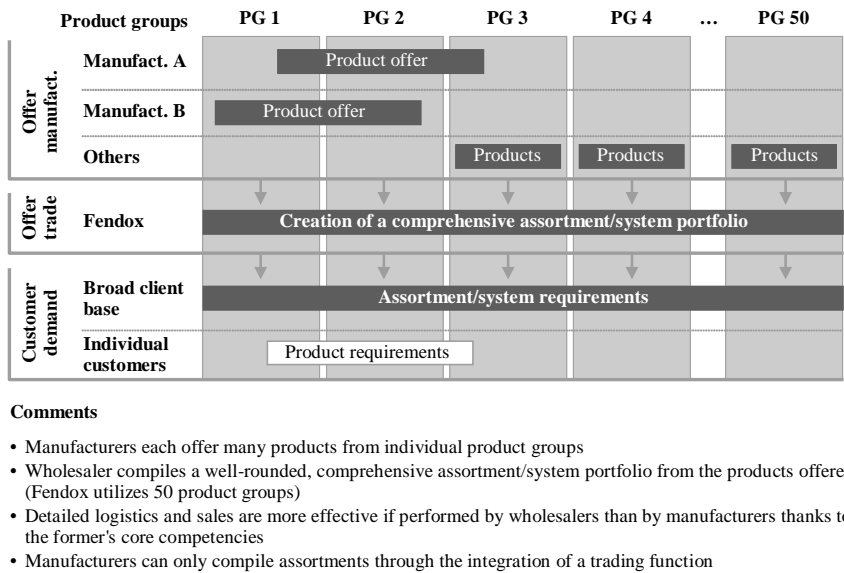 Product groups PG 1 PG 2 PG 3 PG 4 ... PG 50
Offer manufact.
Manufact. A Product offer
Manufact. B Product offer
Others Products Products Products
Offer trade
Fendox Creation of a comprehensive assortment/system portfolio
Customer demand
Broad client base Assortment/system requirements
Individual customers Product requirements
Comments
• Manufacturers each offer many products from individual product groups
• Wholesaler compiles a well-rounded, comprehensive assortment/system portfolio from the products offere
(Fendox utilizes 50 product groups)
• Detailed logistics and sales are more effective if performed by wholesalers than by manufacturers thanks to
the former's core competencies
• Manufacturers can only compile assortments through the integration of a trading function